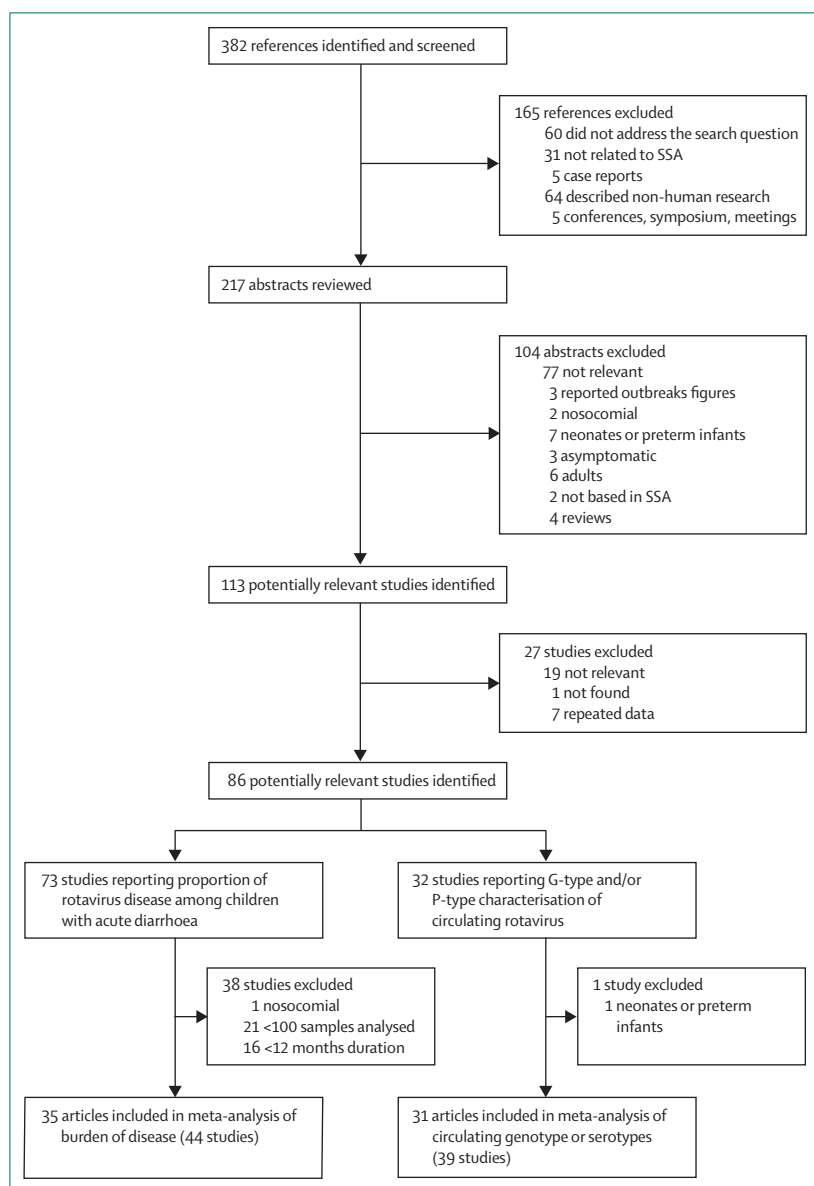 382 references identified and screened
165 references excluded
60 did not address the search question
31 not related to SSA
5 case reports
64 described non-human research
5 conferences, symposium, meetings
217 abstracts reviewed
104 abstracts excluded
77 not relevant
3 reported outbreaks figures
2 nosocomial
7 neonates or preterm infants
3 asymptomatic
6 adults
2 not based in SSA
4 reviews
113 potentially relevant studies identified
27 studies excluded
19 not relevant
1 not found
7 repeated data
86 potentially relevant studies identified
73 studies reporting proportion of
rotavirus disease among children
with acute diarrhoea
32 studies reporting G-type and/or
P-type characterisation of
circulating rotavirus
38 studies excluded
1 nosocomial
21 <100 samples analysed
16 <12 months duration
1 study excluded
1 neonates or preterm
infants
35 articles included in meta-analysis of
burden of disease (44 studies)
31 articles included in meta-analysis of
circulating genotype or serotypes
(39 studies)